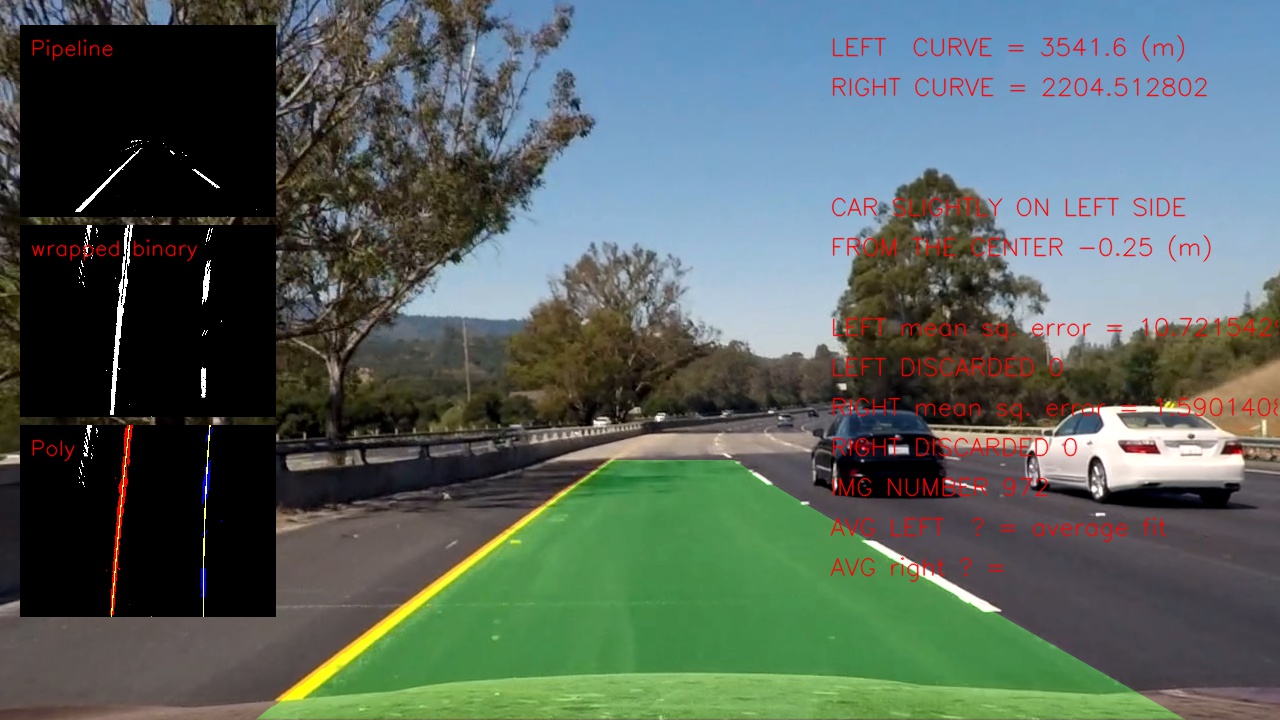 Pipeline
wrapped binary
Poly
LEFT CURVE = 3541.6 (m)
RIGHT CURVE = 2204.512802
CAR SLIGHTLY ON LEFT SIDE
FROM THE CENTER -0.25 (m)
LEFT mean sq. error = 10.7215429
LEFT DISCARDED 0
RIGHT mean sq. error = 1.5901408
RIGHT DISCARDED 0
IMG NUMBER 972
AVG LEFT ? = average fit
AVG right ? =